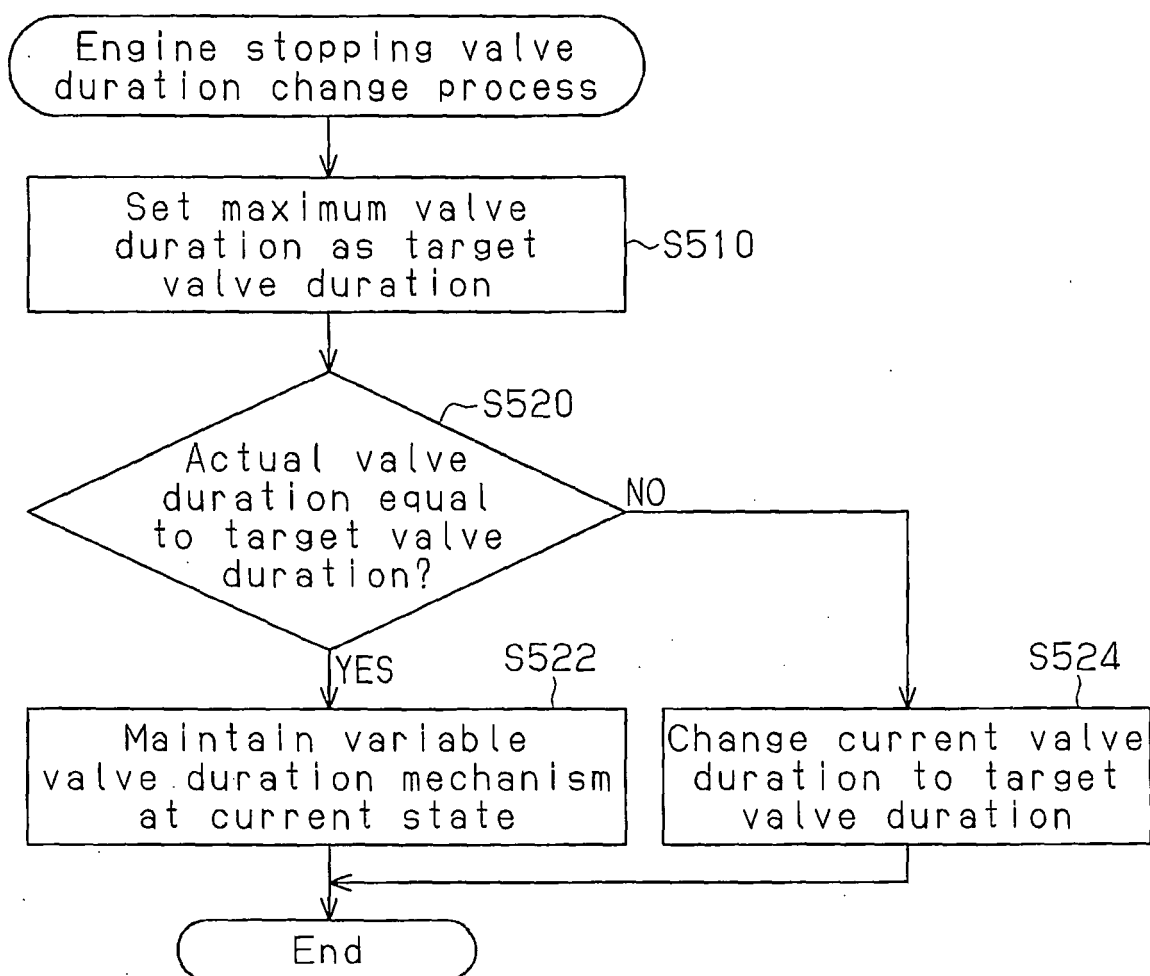 Engine stopping valve
duration change process
Set maximum valve
duration as target
valve duration
S510
S520
Actual valve
duration equal
to target valve
duration?
NO
YES
S522
S524
Maintain variable
valve duration mechanism
at current state
Change current valve
duration to target
valve duration
End